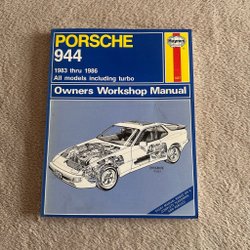 PORSCHE
944
Haynes
1983 thru 1986
All models including turbo
Owners Workshop Manual